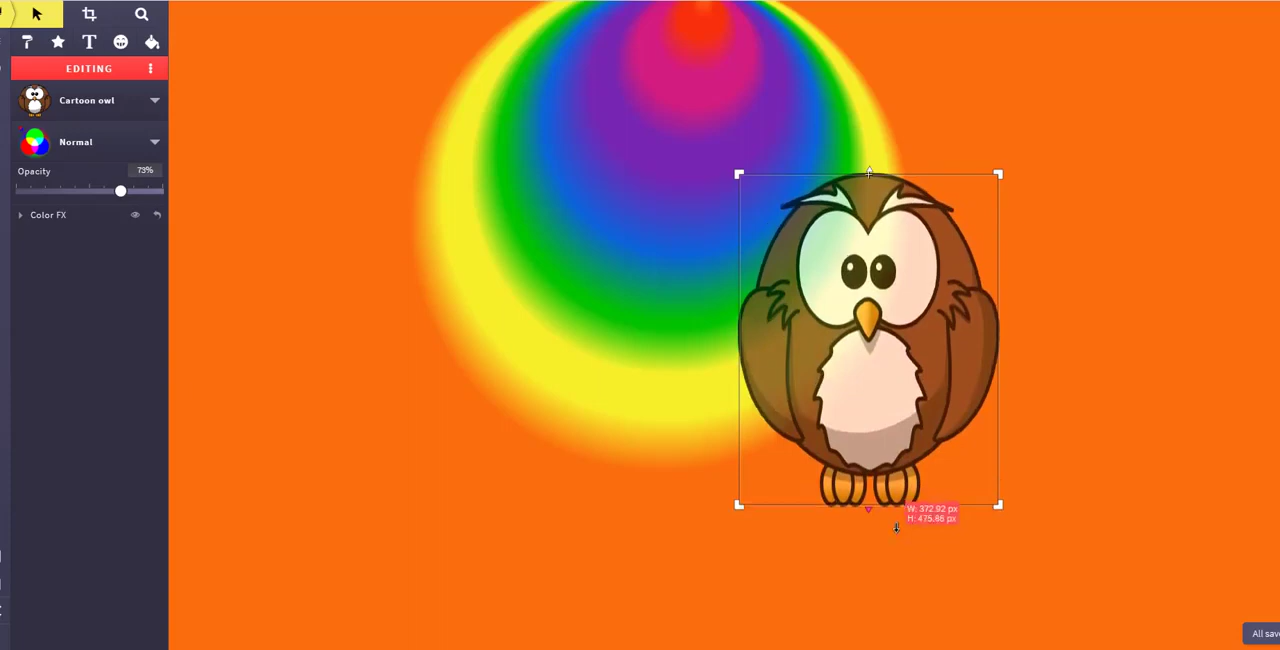 T
EDITING
Cartoon owl
Normal
Opacity
73%
Color FX
W: 372.92 px
H: 475.86 px
All save